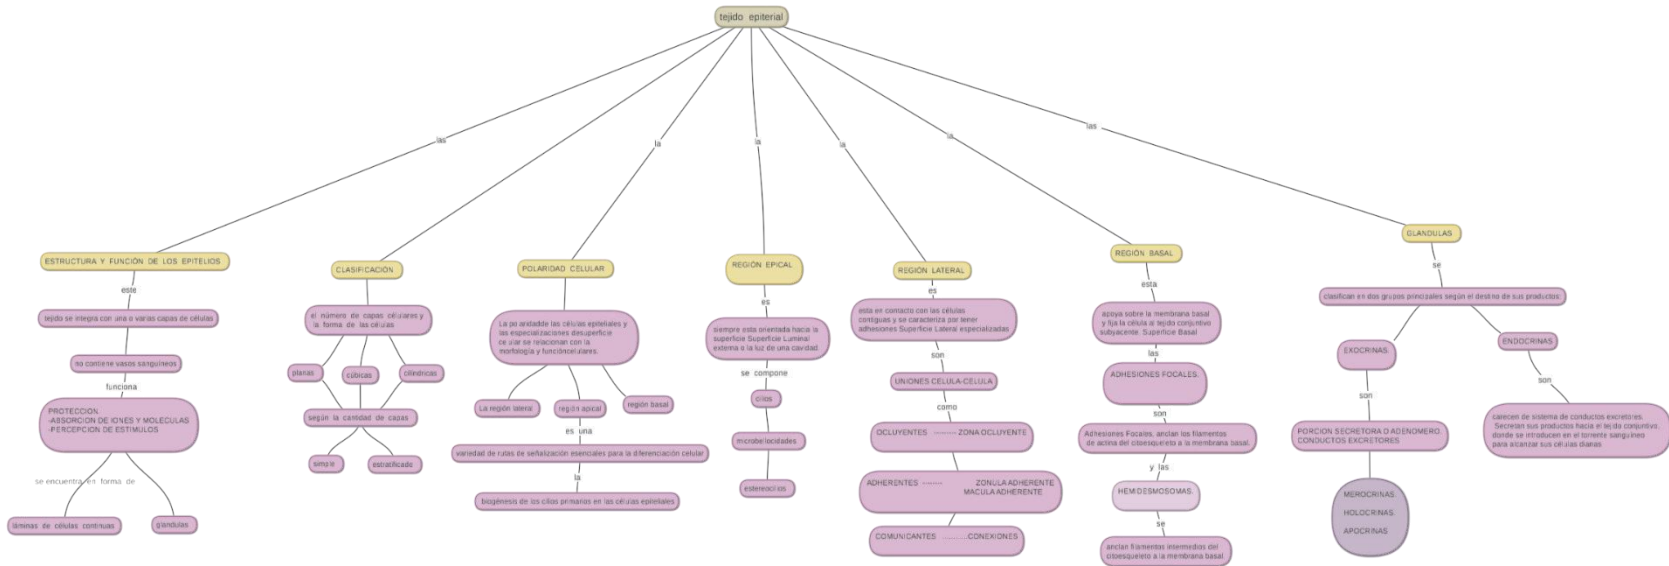 tejido epiterial
las
la
la
la
la
las
ESTRUCTURA Y FUNCIÓN DE LOS EPITELIOS
este
tejido se integra con una o varias capas de células
no contiene vasos sanguíneos
funciona
PROTECCION.
-ABSORCION DE IONES Y MOLECULAS
-PERCEPCION DE ESTIMULOS
se encuentra en forma de
láminas de células continuas
glandulas
CLASIFICACIÓN
el número de capas célulares y
la forma de las células
planas
cúbicas
cilíndricas
según la cantidad de capas
simple
estratificado
POLARIDAD CELULAR
La po aridadde las células epiteliales y
las especializaciones desuperficie
ce ular se relacionan con la
morfología y funcióncelulares.
La región lateral
región apical
región basal
es una
variedad de rutas de señalización esenciales para la diferenciación celular
la
biogénesis de los cilios primarios en las células epiteliales
REGIÓN EPICAL
es
siempre esta orientada hacia la
superficie Superficie Luminal
externa o la luz de una cavidad.
se compone
cilios
microbelocidades
estereocilios
REGIÓN LATERAL
es
esta en contacto con las células
contiguas y se caracteriza por tener
adhesiones Superficie Lateral especializadas
son
UNIONES CELULA-CELULA
como
OCLUYENTES --------- ZONA OCLUYENTE
ADHERENTES -------- ZONULA ADHERENTE
MACULA ADHERENTE
COMUNICANTES ..........CONEXIONES
REGIÓN BASAL
esta
apoya sobre la membrana basal
y fija la célula al tejido conjuntivo
subyacente. Superficie Basal
las
ADHESIONES FOCALES.
son
Adhesiones Focales, anclan los filamentos
de actina del citoesqueleto a la membrana basal.
y las
HEMIDESMOSOMAS.
se
anclan filamentos intermedios del
citoesqueleto a la membrana basal
GLANDULAS
se
clasifican en dos grupos principales según el destino de sus productos:
EXOCRINAS.
son
PORCION SECRETORA O ADENOMERO.
CONDUCTOS EXCRETORES
MEROCRINAS.
HOLOCRINAS.
APOCRINAS
ENDOCRINAS
son
carecen de sistema de conductos excretores.
Secretan sus productos hacia el tejido conjuntivo,
donde se introducen en el torrente sanguíneo
para alcanzar sus células dianas